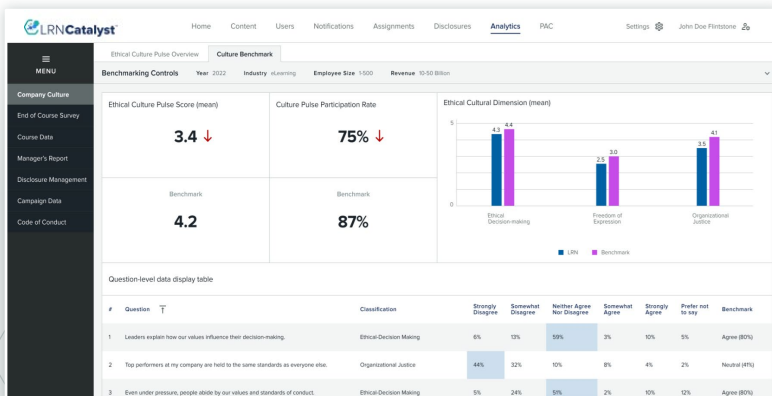 LRNCatalyst™
Home Content Users Notifications Assignments Disclosures Analytics PAC Settings John Doe Flintstone
MENU
Company Culture
End of Course Survey
Course Data
Manager's Report
Disclosure Management
Campaign Data
Code of Conduct
Ethical Culture Pulse Overview Culture Benchmark
Benchmarking Controls Year 2022 Industry eLearning Employee Size 1-500 Revenue 10-50 Billion
Ethical Culture Pulse Score (mean)
3.4
Benchmark
4.2
Culture Pulse Participation Rate
75%
Benchmark
87%
Ethical Cultural Dimension (mean)
5
4.3 4.4
2.5 3.0
3.5 4.1
0
Ethical
Decision-making
Freedom of
Expression
Organizational
Justice
LRN Benchmark
Question-level data display table
# Question Classification Strongly Disagree Somewhat Disagree Neither Agree Nor Disagree Somewhat Agree Strongly Agree Prefer not to say Benchmark
1 Leaders explain how our values influence their decision-making. Ethical-Decision Making 6% 13% 59% 3% 10% 5% Agree (80%)
2 Top performers at my company are held to the same standards as everyone else. Organizational Justice 44% 32% 10% 8% 4% 2% Neutral (41%)
3 Even under pressure, people abide by our values and standards of conduct. Ethical-Decision Making 5% 24% 51% 2% 10% 12% Agree (80%)